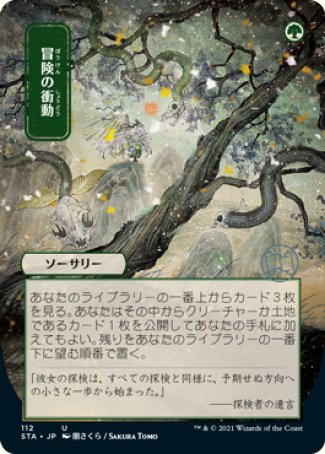 冒険の衝動
ぼうけん
しょうどう
ソーサリー
あなたのライブラリーの一番上からカード3枚
を見る。あなたはその中からクリーチャーか土地
であるカード1枚を公開してあなたの手札に加
えてもよい。残りをあなたのライブラリーの一番
下に望む順番で置く。
「彼女の探検は、すべての探検と同様に、予期せぬ方向へ
の小さな一歩から始まった。」
──探検者の遺言
112 U
STA • JP 朋さくら/SAKURA TOMO
™ & © 2021 Wizards of the Coast